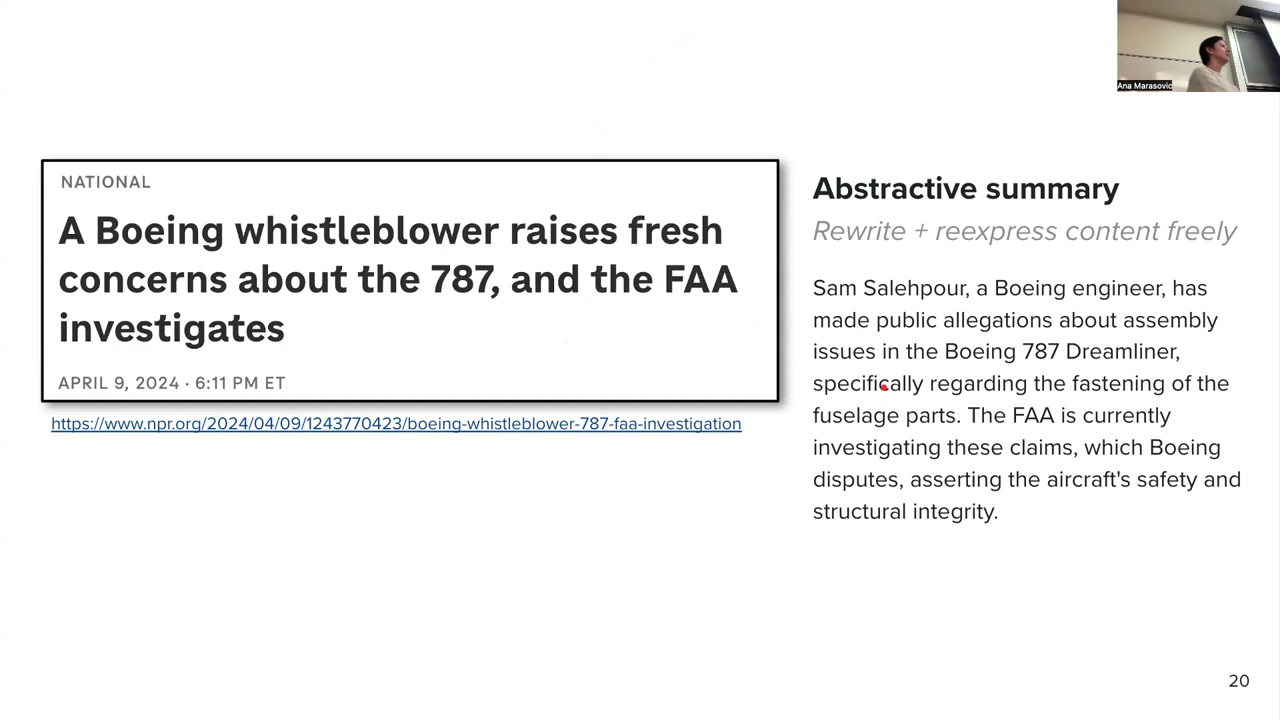 Ana Marasovic
NATIONAL
A Boeing whistleblower raises fresh
concerns about the 787, and the FAA
investigates
APRIL 9, 2024 · 6:11 PM ET
https://www.npr.org/2024/04/09/1243770423/boeing-whistleblower-787-faa-investigation
Abstractive summary
Rewrite + reexpress content freely
Sam Salehpour, a Boeing engineer, has
made public allegations about assembly
issues in the Boeing 787 Dreamliner,
specifically regarding the fastening of the
fuselage parts. The FAA is currently
investigating these claims, which Boeing
disputes, asserting the aircraft's safety and
structural integrity.
20